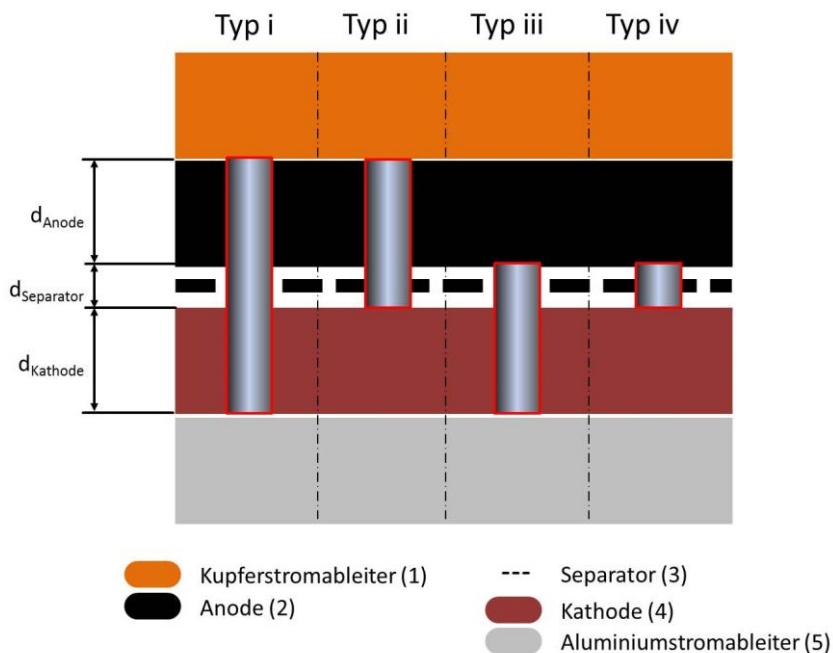 Typ i Typ ii Typ iii Typ iv
dAnode
dSeparator
dKathode
Kupferstromableiter (1)
Anode (2)
Separator (3)
Kathode (4)
Aluminiumstromableiter (5)